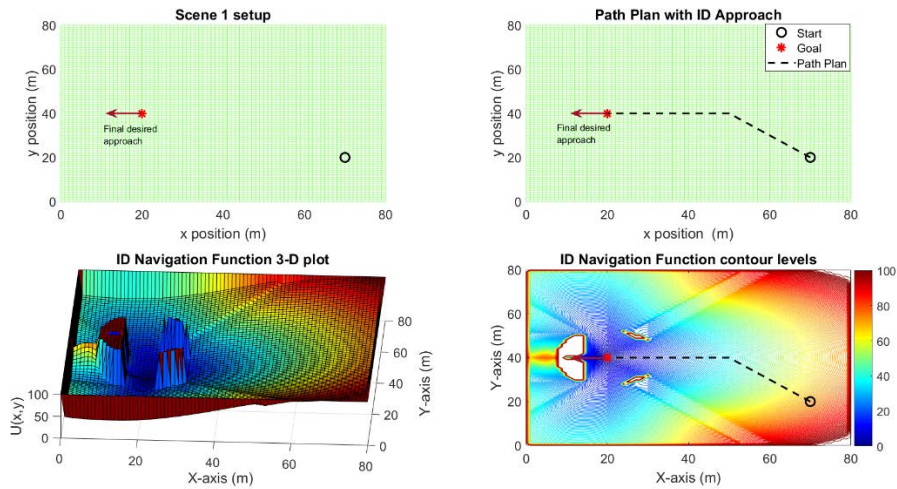 Scene 1 setup
80
60
40
20
0
0
20
40
60
80
y position (m)
x position (m)
Final desired
approach
Path Plan with ID Approach
80
60
40
20
0
0
20
40
60
80
y position (m)
x position (m)
Final desired
approach
Start
Goal
Path Plan
ID Navigation Function 3-D plot
100
50
0
U(x,y)
0
20
40
60
80
X-axis (m)
0
20
40
60
80
Y-axis (m)
ID Navigation Function contour levels
80
60
40
20
0
0
20
40
60
80
Y-axis (m)
X-axis (m)
100
80
60
40
20
0